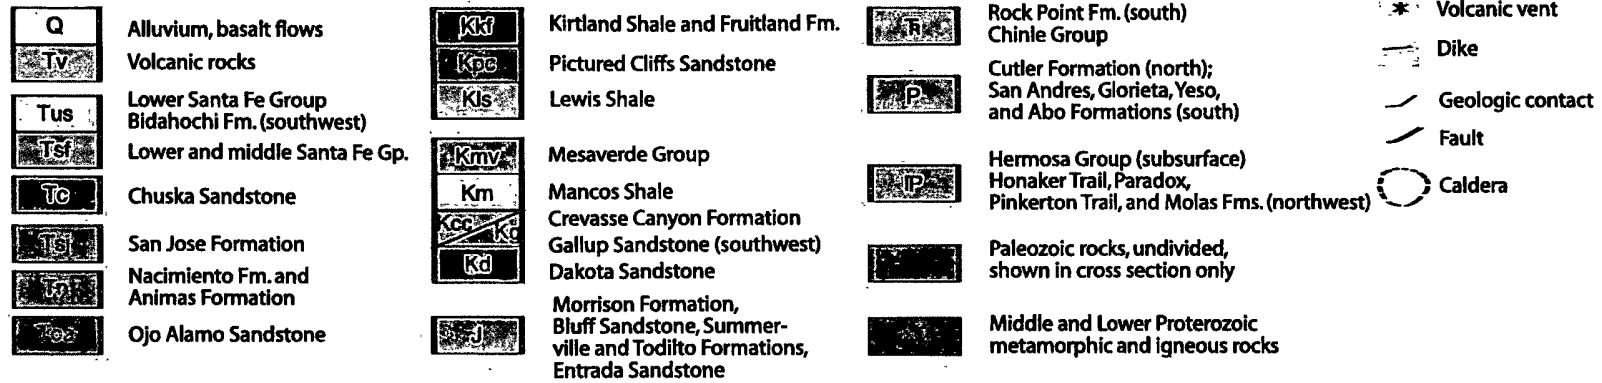 Q Alluvium, basalt flows
Tv Volcanic rocks
Tus Lower Santa Fe Group
Bidahochi Fm. (southwest)
Tsf Lower and middle Santa Fe Gp.
Tc Chuska Sandstone
Tsj San Jose Formation
Tn Nacimiento Fm. and
Animas Formation
Toa Ojo Alamo Sandstone
Kkf Kirtland Shale and Fruitland Fm.
Kpc Pictured Cliffs Sandstone
Kls Lewis Shale
Kmv Mesaverde Group
Km Mancos Shale
Kcc Crevasse Canyon Formation
Kg Gallup Sandstone (southwest)
Kd Dakota Sandstone
Morrison Formation,
J Bluff Sandstone, Summer-
ville and Todilto Formations,
Entrada Sandstone
Rock Point Fm. (south)
Chinle Group
Cutler Formation (north);
P San Andres, Glorieta, Yeso,
and Abo Formations (south)
Hermosa Group (subsurface)
IP Honaker Trail, Paradox,
Pinkerton Trail, and Molas Fms. (northwest)
Paleozoic rocks, undivided,
shown in cross section only
Middle and Lower Proterozoic
metamorphic and igneous rocks
Volcanic vent
Dike
Geologic contact
Fault
Caldera